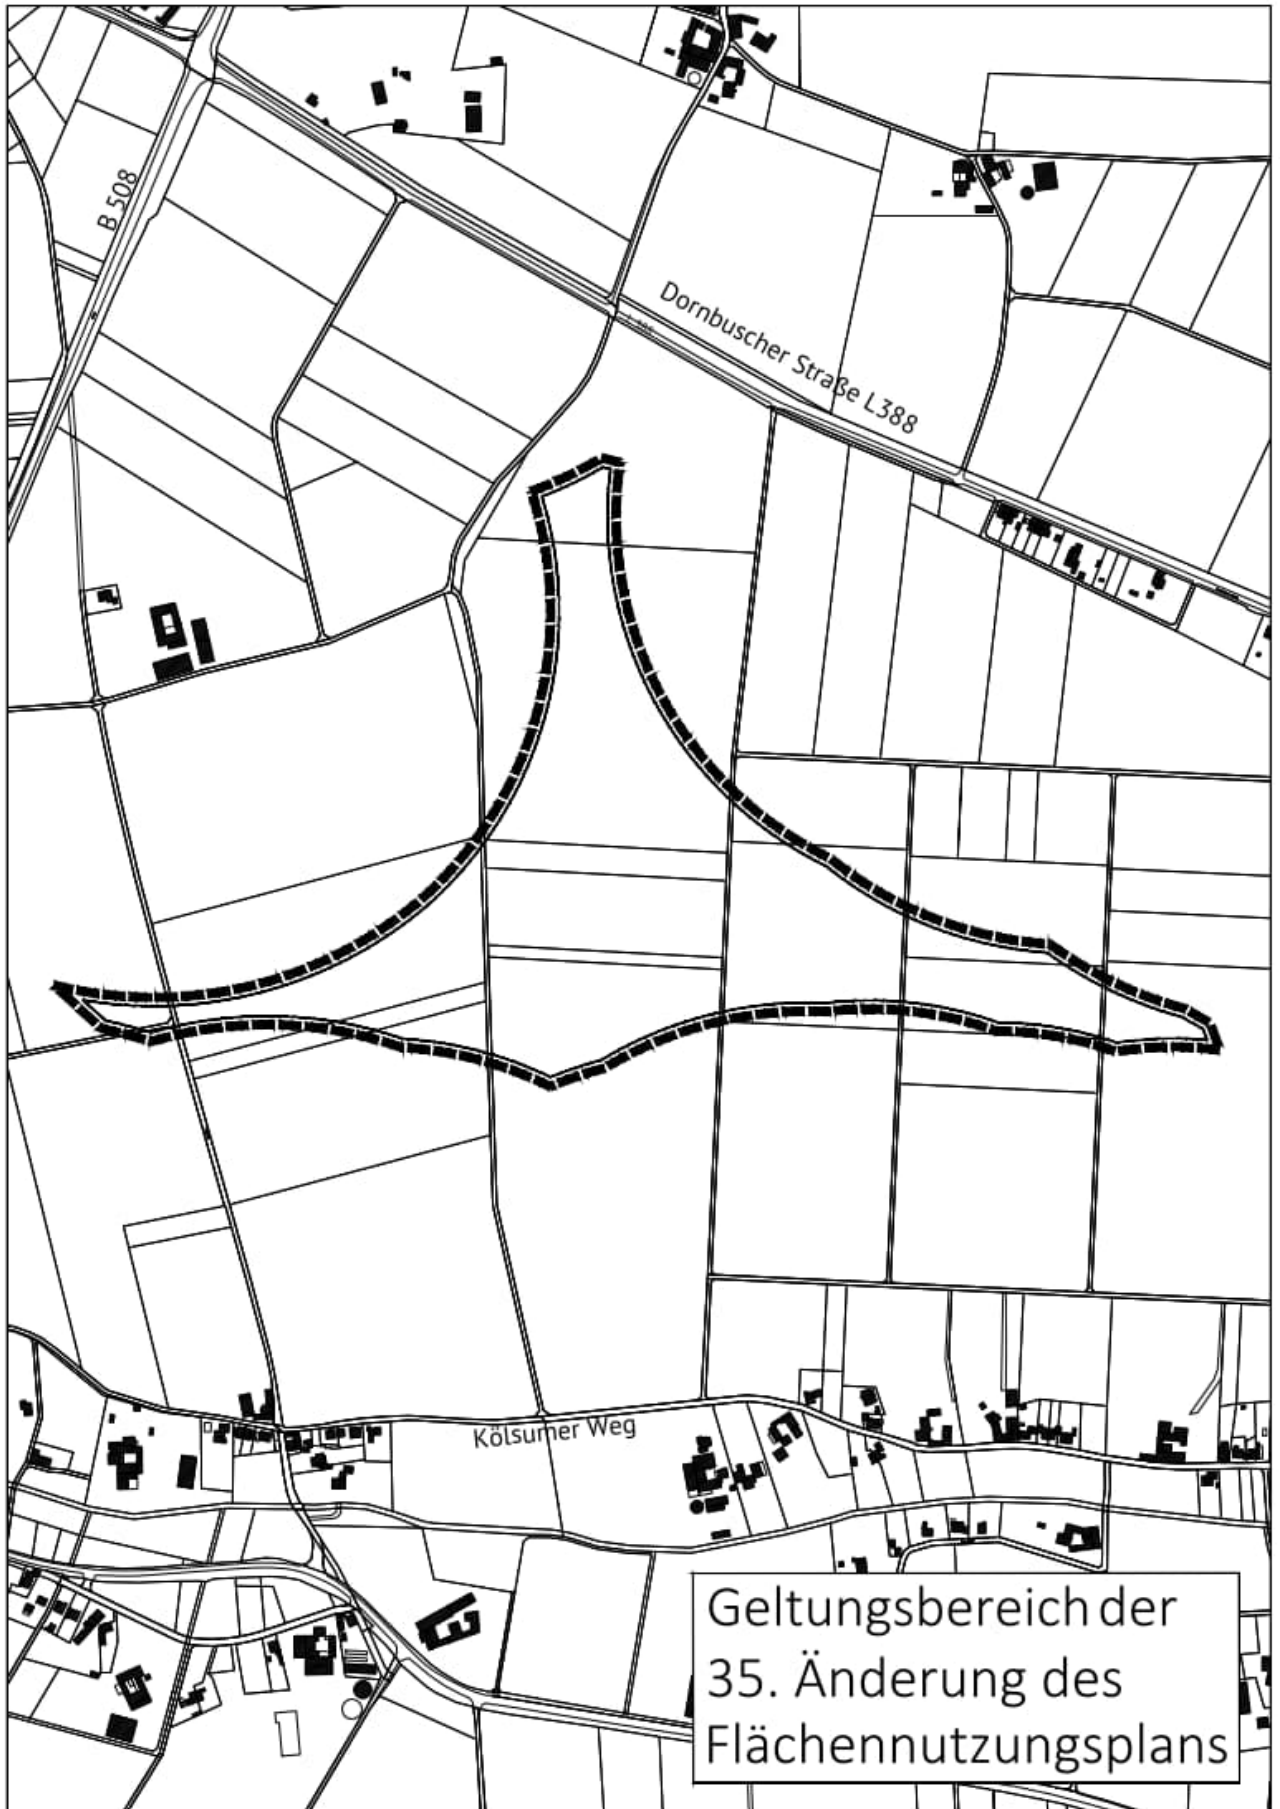 B 508
Dornbuscher Straße L388
Kölsumer Weg
Geltungsbereich der
35. Änderung des
Flächennutzungsplans